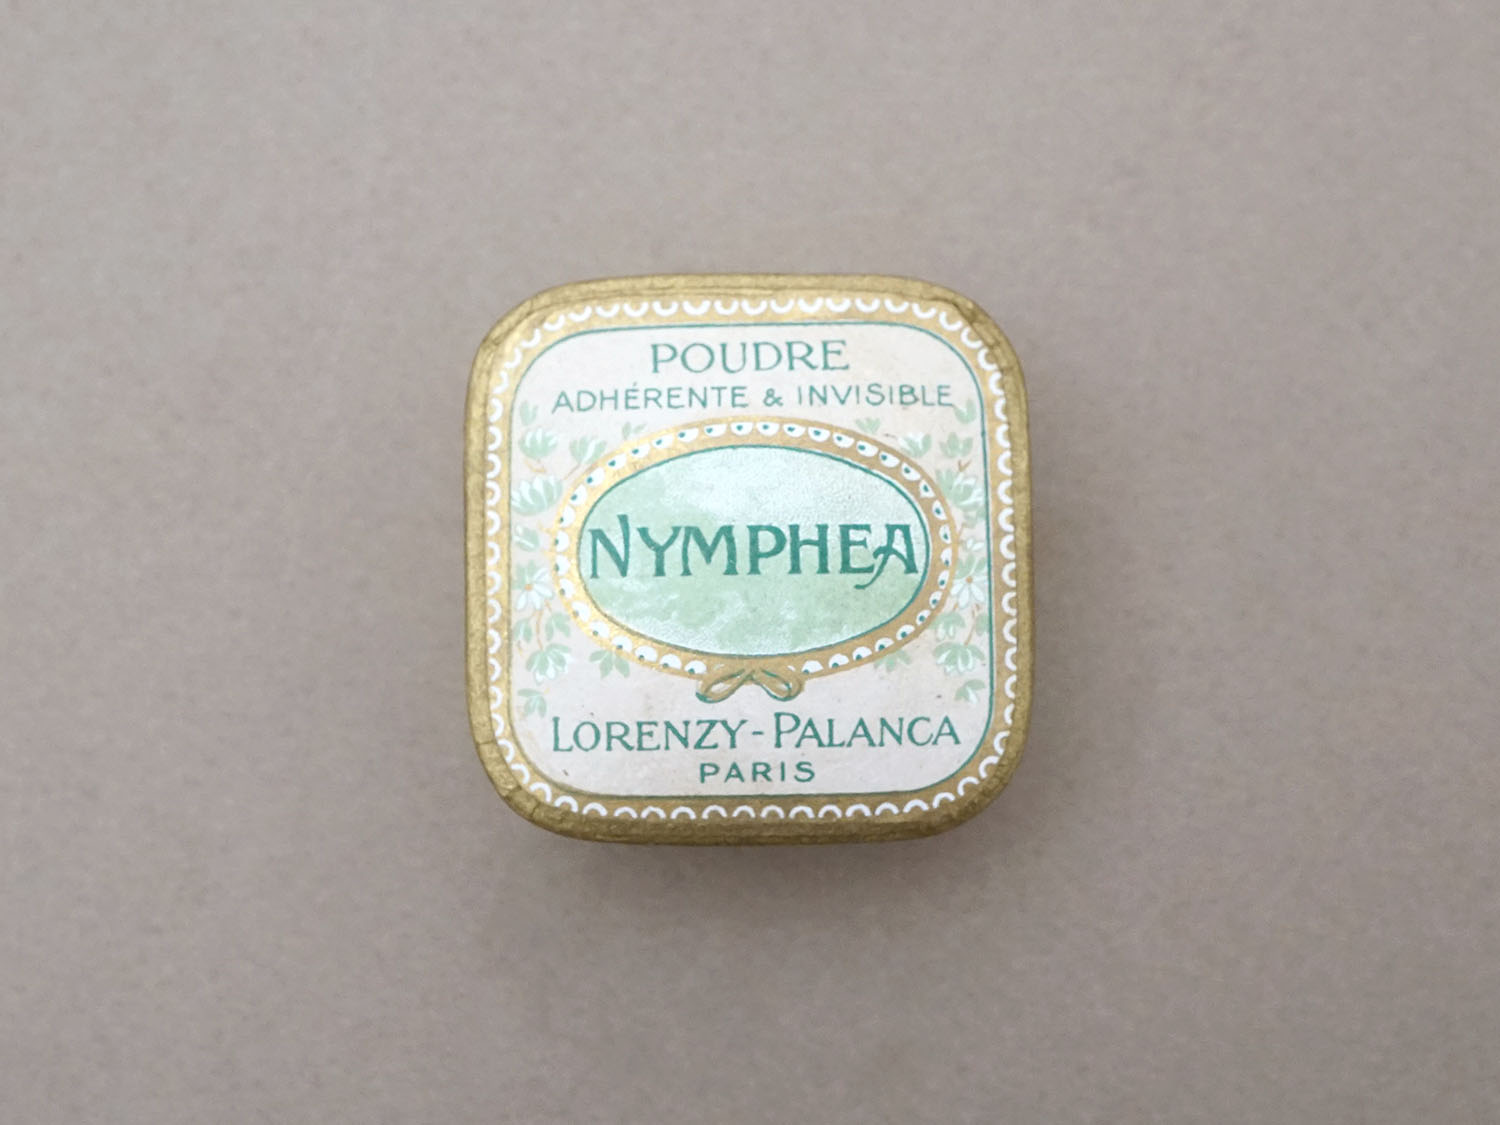 POUDRE
ADHÉRENTE & INVISIBLE
NYMPHEA
LORENZY-PALANCA
PARIS